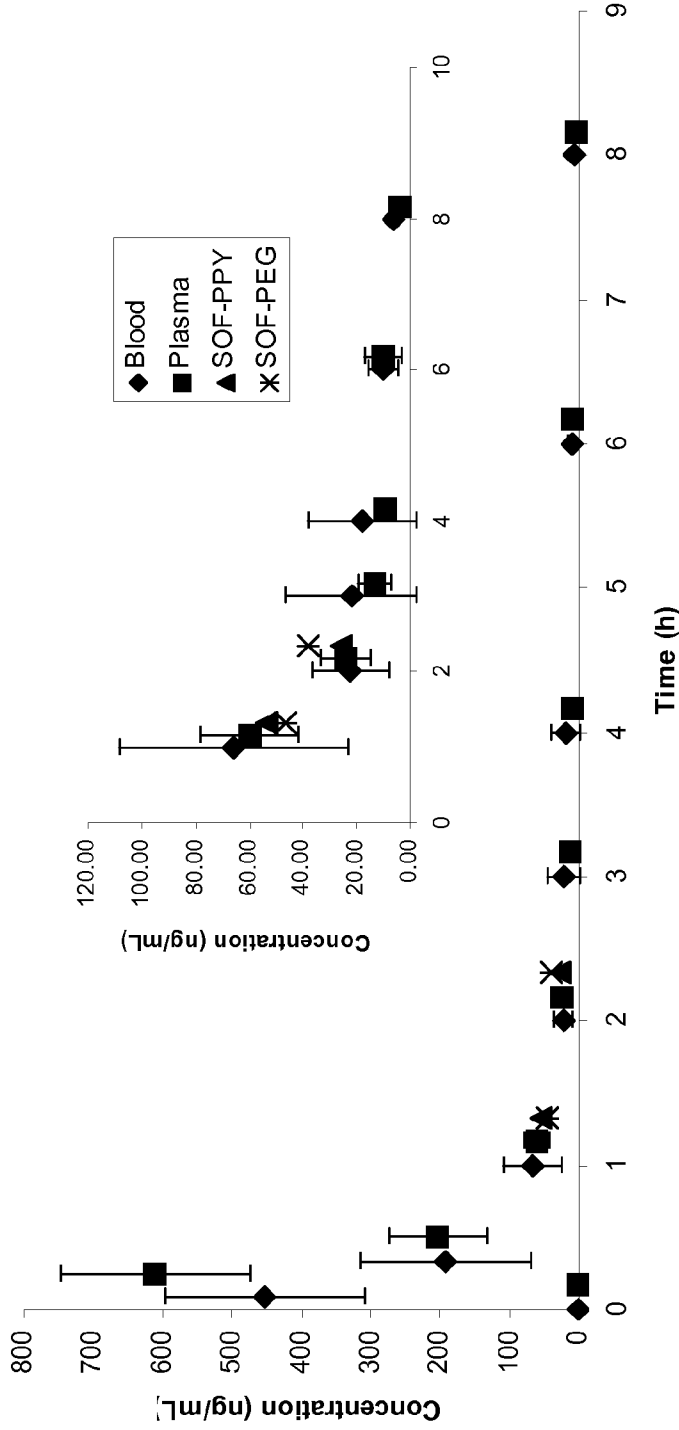 800
700
600
500
400
300
200
100
0
Concentration (ng/mL)
0 1 2 3 4 5 6 7 8 9
Time (h)
120.00
100.00
80.00
60.00
40.00
20.00
0.00
Concentration (ng/mL)
0 2 4 6 8 10
Blood
Plasma
SOF-PPY
SOF-PEG